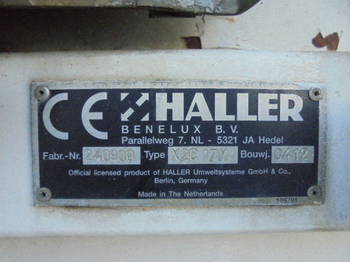 CE HALLER
BENELUX B.V.
Parallelweg 7. NL - 5321 JA Hedel
Fabr.-Nr. Type Bouwj.
Official licensed product of HALLER Umweltsysteme GmbH & Co.,
Berlin, Germany
Made in The Netherlands